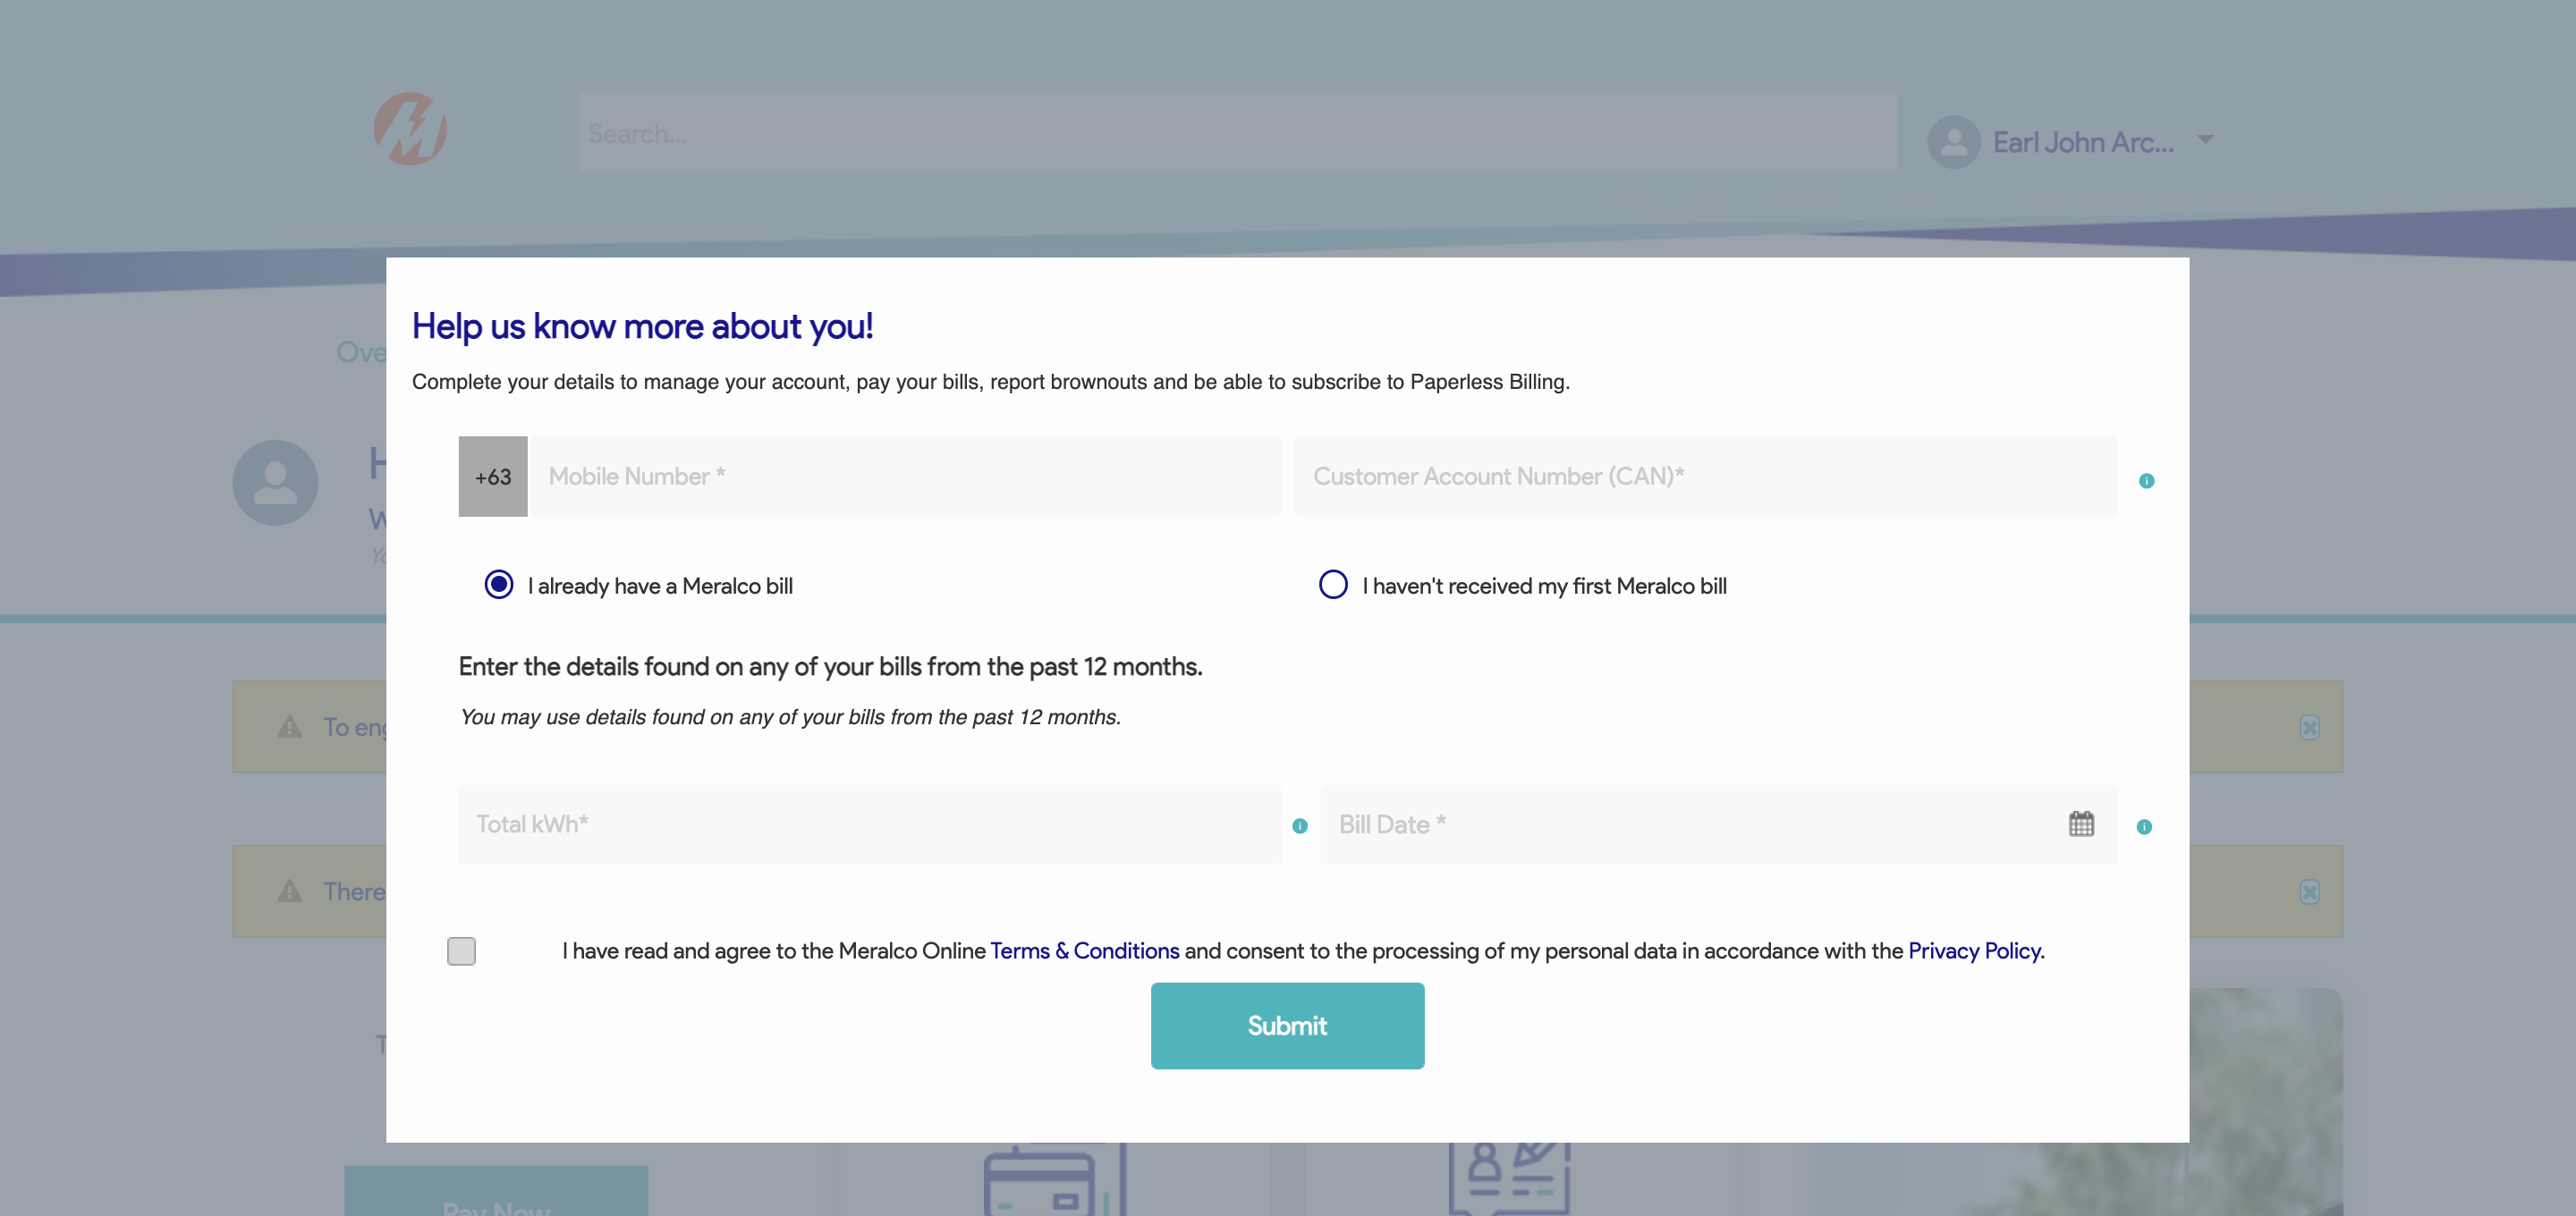 Search...
Earl John Arc...
Help us know more about you!
Complete your details to manage your account, pay your bills, report brownouts and be able to subscribe to Paperless Billing.
+63 Mobile Number * Customer Account Number (CAN)*
I already have a Meralco bill I haven't received my first Meralco bill
Enter the details found on any of your bills from the past 12 months.
You may use details found on any of your bills from the past 12 months.
Total kWh* Bill Date *
To
There
I have read and agree to the Meralco Online Terms & Conditions and consent to the processing of my personal data in accordance with the Privacy Policy.
Submit
Pay Now